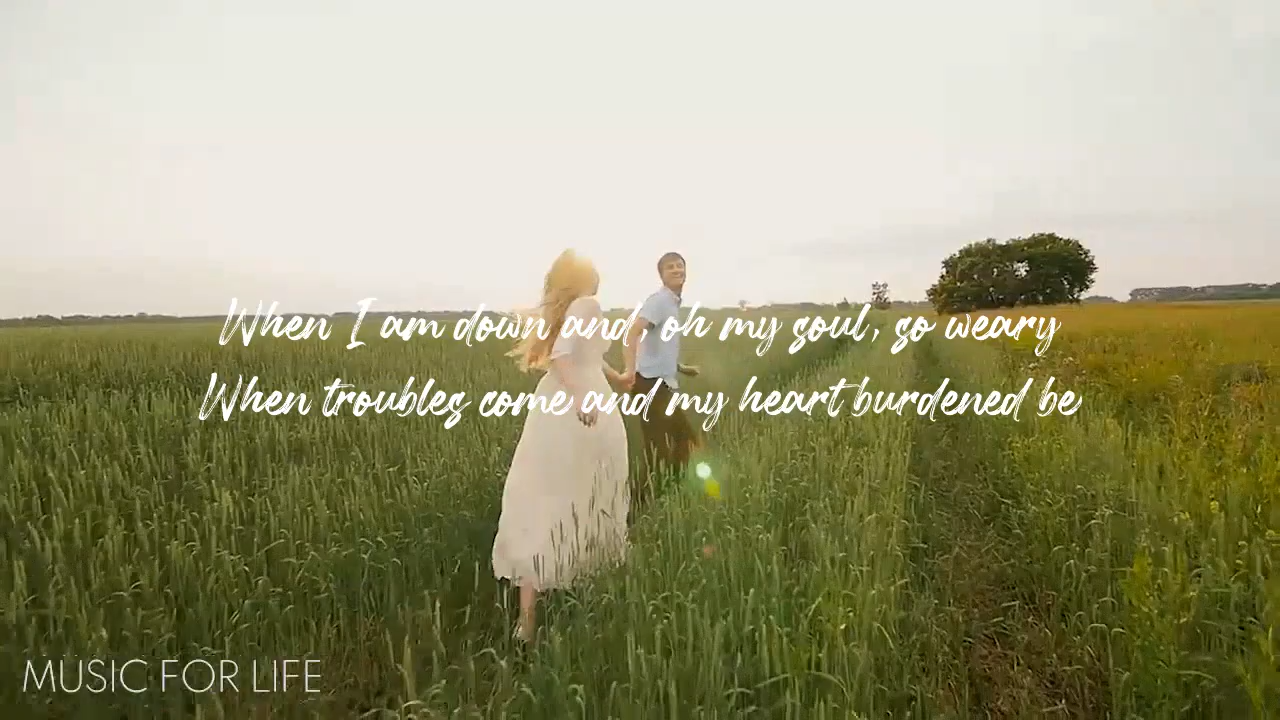 When I am down and, oh my soul, so weary
When troubles come and my heart burdened be
MUSIC FOR LIFE